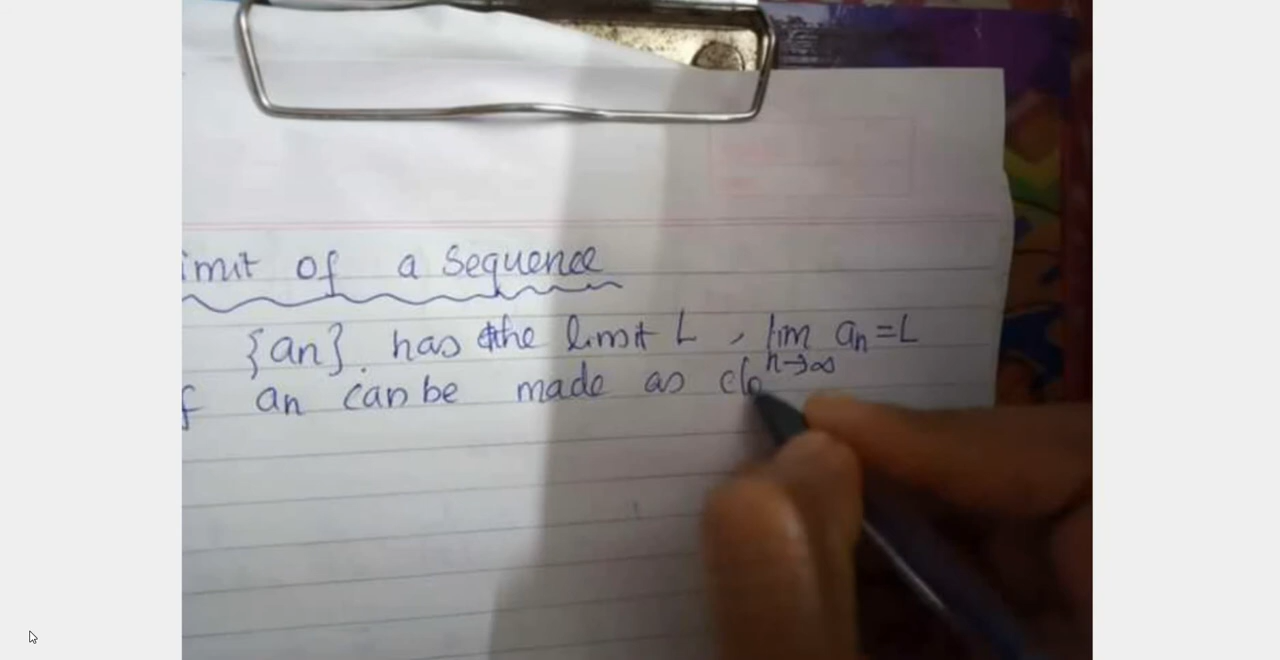 imit of a Sequence
{an}. has the limit L, lim an = L
n→∞
f an can be made as clo